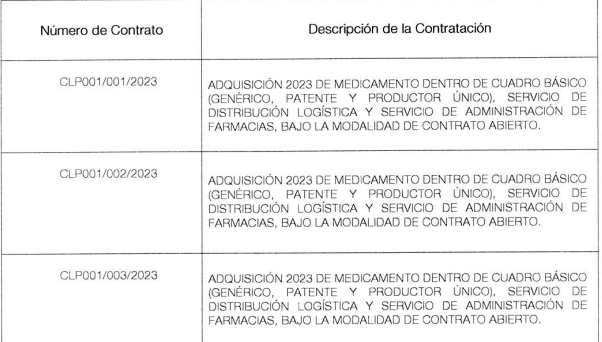 Número de Contrato
Descripción de la Contratación
CLP001/001/2023
ADQUISICIÓN 2023 DE MEDICAMENTO DENTRO DE CUADRO BÁSICO
(GENÉRICO, PATENTE Y PRODUCTOR ÚNICO), SERVICIO DE
DISTRIBUCIÓN LOGÍSTICA Y SERVICIO DE ADMINISTRACIÓN DE
FARMACIAS, BAJO LA MODALIDAD DE CONTRATO ABIERTO.
CLP001/002/2023
ADQUISICIÓN 2023 DE MEDICAMENTO DENTRO DE CUADRO BÁSICO
(GENÉRICO, PATENTE Y PRODUCTOR ÚNICO), SERVICIO DE
DISTRIBUCIÓN LOGÍSTICA Y SERVICIO DE ADMINISTRACIÓN DE
FARMACIAS, BAJO LA MODALIDAD DE CONTRATO ABIERTO.
CLP001/003/2023
ADQUISICIÓN 2023 DE MEDICAMENTO DENTRO DE CUADRO BÁSICO
(GENÉRICO, PATENTE Y PRODUCTOR ÚNICO), SERVICIO DE
DISTRIBUCIÓN LOGÍSTICA Y SERVICIO DE ADMINISTRACIÓN DE
FARMACIAS, BAJO LA MODALIDAD DE CONTRATO ABIERTO.